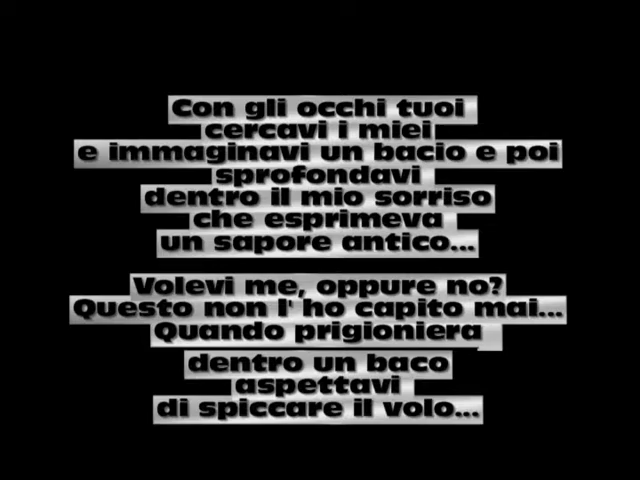 Con gli occhi tuoi
cercavi i miei
e immaginavi un bacio e poi
sprofondavi
dentro il mio sorriso
che esprimeva
un sapore antico...
Volevi me, oppure no?
Questo non l' ho capito mai...
Quando prigioniera
dentro un baco
aspettavi
di spiccare il volo...